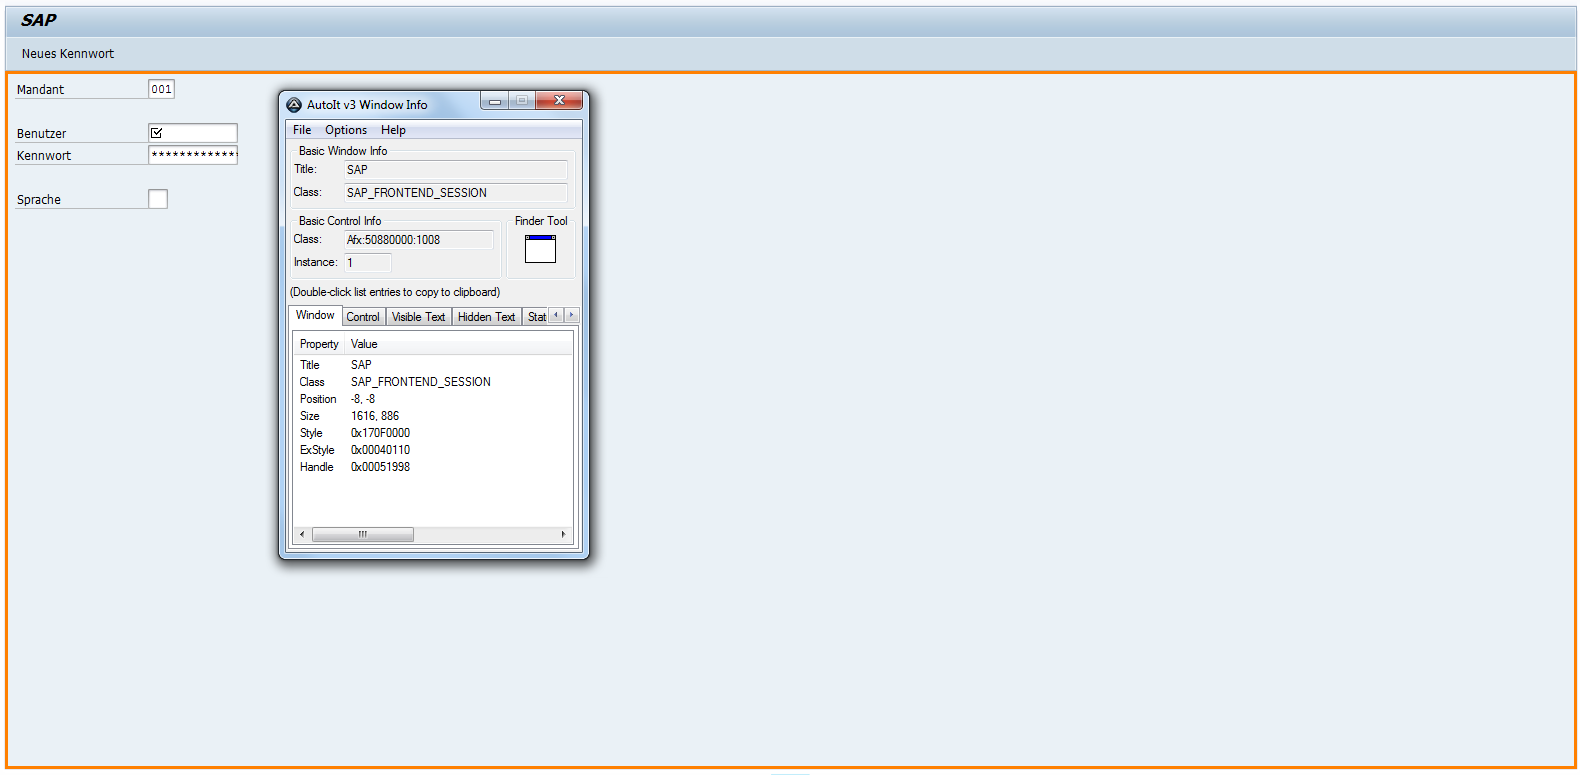 SAP
Neues Kennwort
Mandant 001
Benutzer
Kennwort *************
Sprache
AutoIt v3 Window Info
File Options Help
Basic Window Info
Title: SAP
Class: SAP_FRONTEND_SESSION
Basic Control Info
Class: Afx:50880000:1008
Instance: 1
Finder Tool
(Double-click list entries to copy to clipboard)
Window Control Visible Text Hidden Text Stat
Property Value
Title SAP
Class SAP_FRONTEND_SESSION
Position -8, -8
Size 1616, 886
Style 0x170F0000
ExStyle 0x00040110
Handle 0x00051998